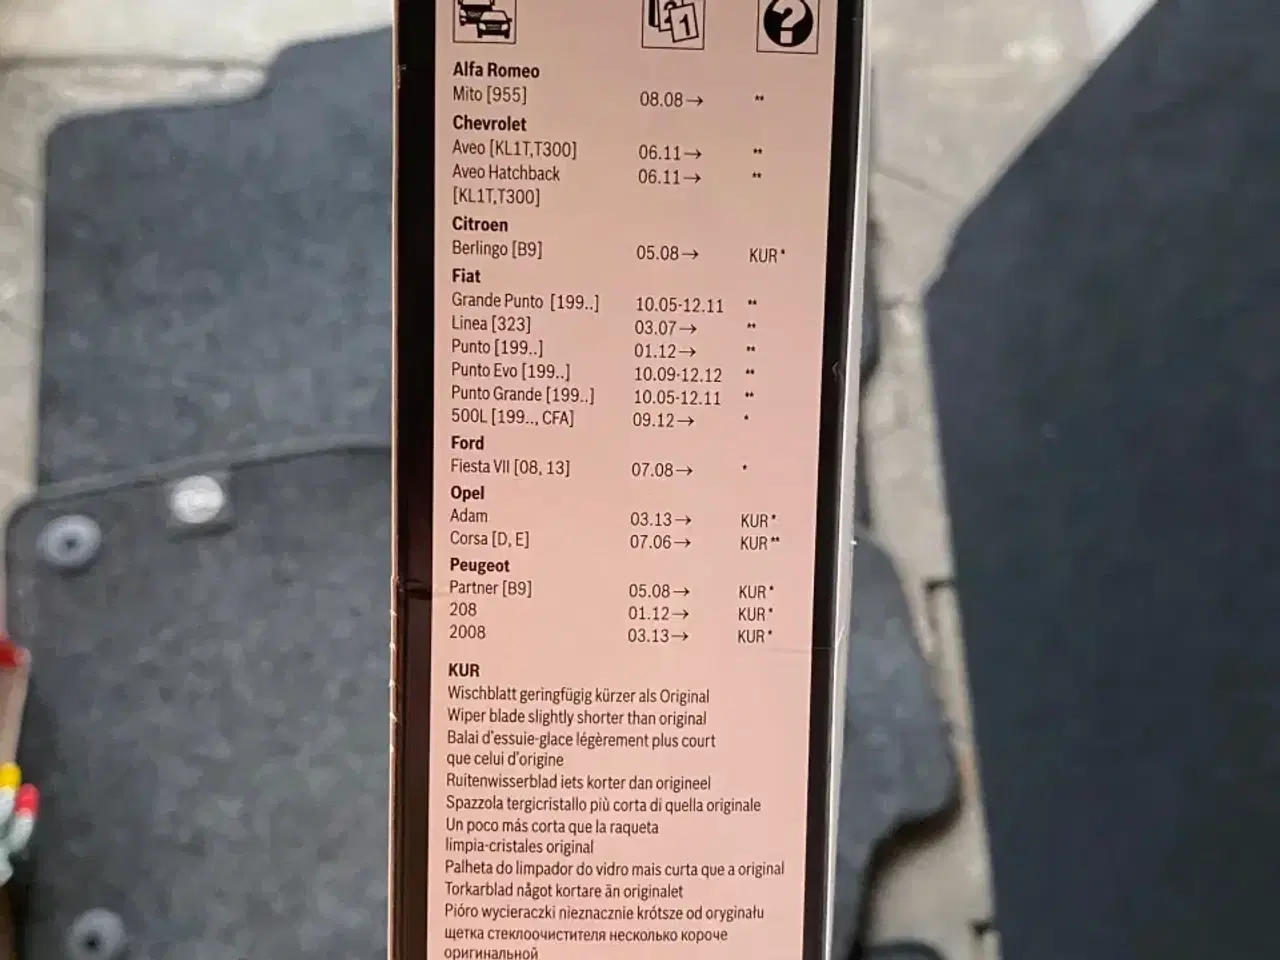 1
?
Alfa Romeo
Mito [955] 08.08→ **
Chevrolet
Aveo [KL1T,T300] 06.11→ **
Aveo Hatchback 06.11→ **
[KL1T,T300]
Citroen
Berlingo [B9] 05.08→ KUR*
Fiat
Grande Punto [199..] 10.05-12.11 **
Linea [323] 03.07→ **
Punto [199..] 01.12→ **
Punto Evo [199..] 10.09-12.12 **
Punto Grande [199..] 10.05-12.11 **
500L [199.., CFA] 09.12→ *
Ford
Fiesta VII [08, 13] 07.08→ *
Opel
Adam 03.13→ KUR*
Corsa [D, E] 07.06→ KUR**
Peugeot
Partner [B9] 05.08→ KUR*
208 01.12→ KUR*
2008 03.13→ KUR*
KUR
Wischblatt geringfügig kürzer als Original
Wiper blade slightly shorter than original
Balai d'essuie-glace légèrement plus court
que celui d'origine
Ruitenwisserblad iets korter dan origineel
Spazzola tergicristallo più corta di quella originale
Un poco más corta que la raqueta
limpia-cristales original
Palheta do limpador do vidro mais curta que a original
Torkarblad något kortare än originalet
Pióro wycieraczki nieznacznie krótsze od oryginału
щетка стеклоочистителя несколько короче
оригинальной